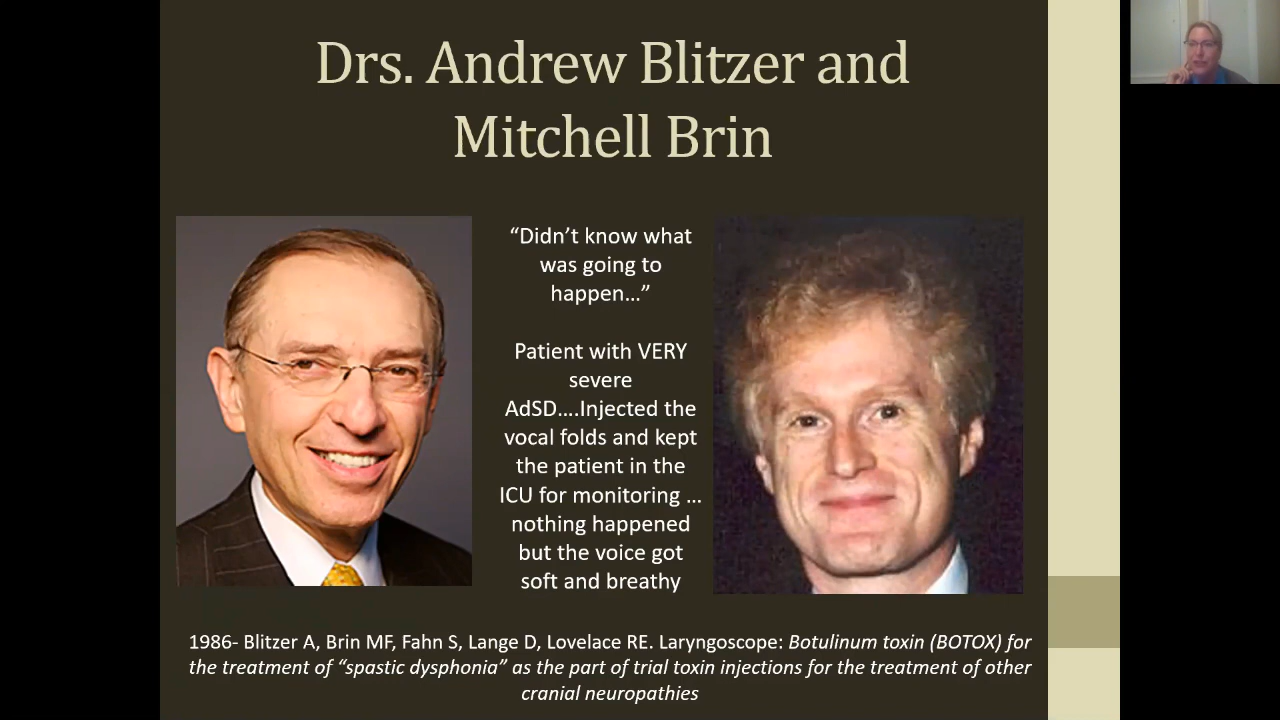 Drs. Andrew Blitzer and
Mitchell Brin
“Didn’t know what
was going to
happen…”
Patient with VERY
severe
AdSD….Injected the
vocal folds and kept
the patient in the
ICU for monitoring …
nothing happened
but the voice got
soft and breathy
1986- Blitzer A, Brin MF, Fahn S, Lange D, Lovelace RE. Laryngoscope: Botulinum toxin (BOTOX) for
the treatment of “spastic dysphonia” as the part of trial toxin injections for the treatment of other
cranial neuropathies